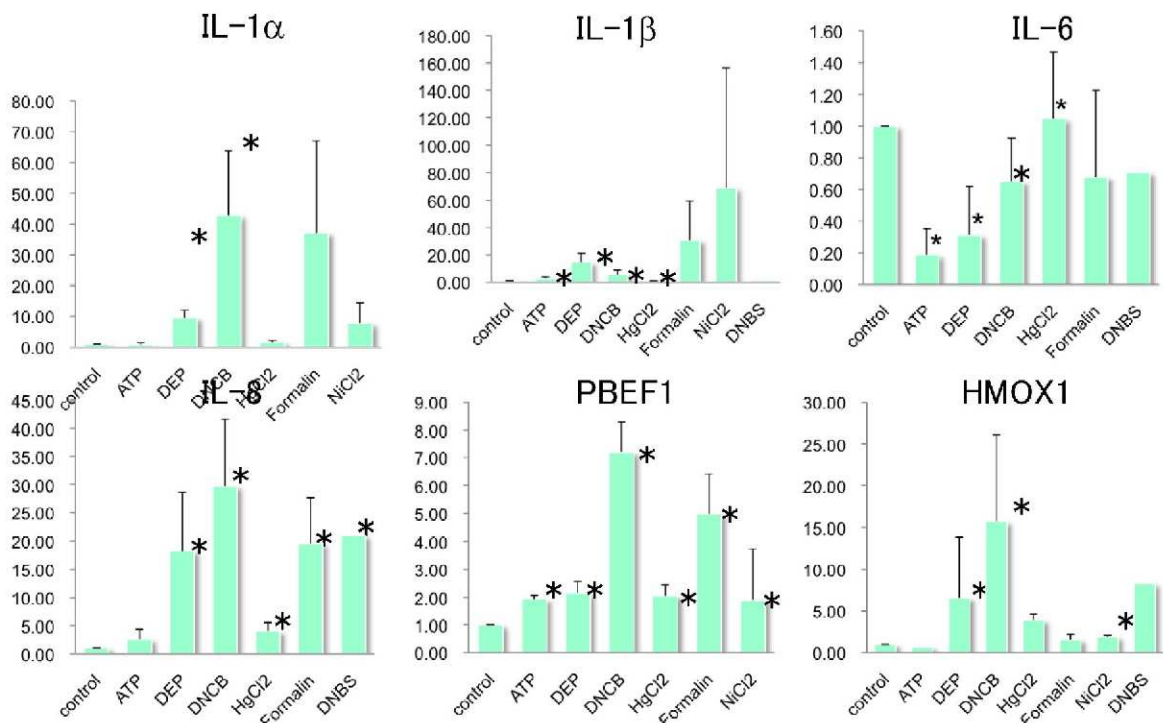 IL-1α
80.00
70.00
60.00
50.00
40.00
30.00
20.00
10.00
0.00
control
ATP
DEP
DNCB
HgCl2
Formalin
NiCl2
IL-1β
180.00
160.00
140.00
120.00
100.00
80.00
60.00
40.00
20.00
0.00
control
ATP
DEP
DNCB
HgCl2
Formalin
NiCl2
DNBS
IL-6
1.60
1.40
1.20
1.00
0.80
0.60
0.40
0.20
0.00
control
ATP
DEP
DNCB
HgCl2
Formalin
DNBS
IL-8
45.00
40.00
35.00
30.00
25.00
20.00
15.00
10.00
5.00
0.00
control
ATP
DEP
DNCB
HgCl2
Formalin
DNBS
PBEF1
9.00
8.00
7.00
6.00
5.00
4.00
3.00
2.00
1.00
0.00
control
ATP
DEP
DNCB
HgCl2
Formalin
NiCl2
HMOX1
30.00
25.00
20.00
15.00
10.00
5.00
0.00
control
ATP
DEP
DNCB
HgCl2
Formalin
NiCl2
DNBS